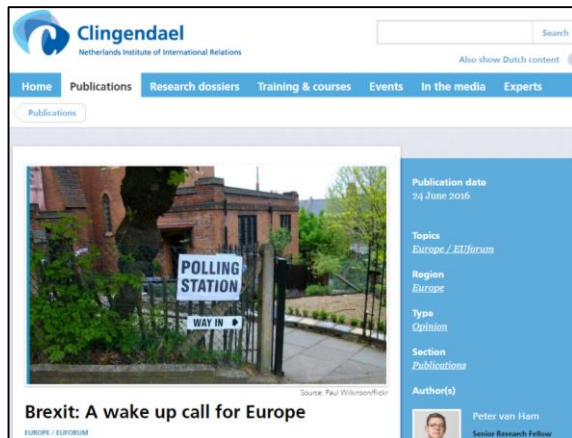 Clingendael
Netherlands Institute of International Relations
Search
Also show Dutch content
Home Publications Research dossiers Training & courses Events In the media Experts
Publications
POLLING
STATION
WAY IN
Source: Paul Wilkinson/flickr
Brexit: A wake up call for Europe
EUROPE / EUFORUM
Publication date
24 June 2016
Topics
Europe / EUforum
Region
Europe
Type
Opinion
Section
Publications
Author(s)
Peter van Ham
Senior Research Fellow